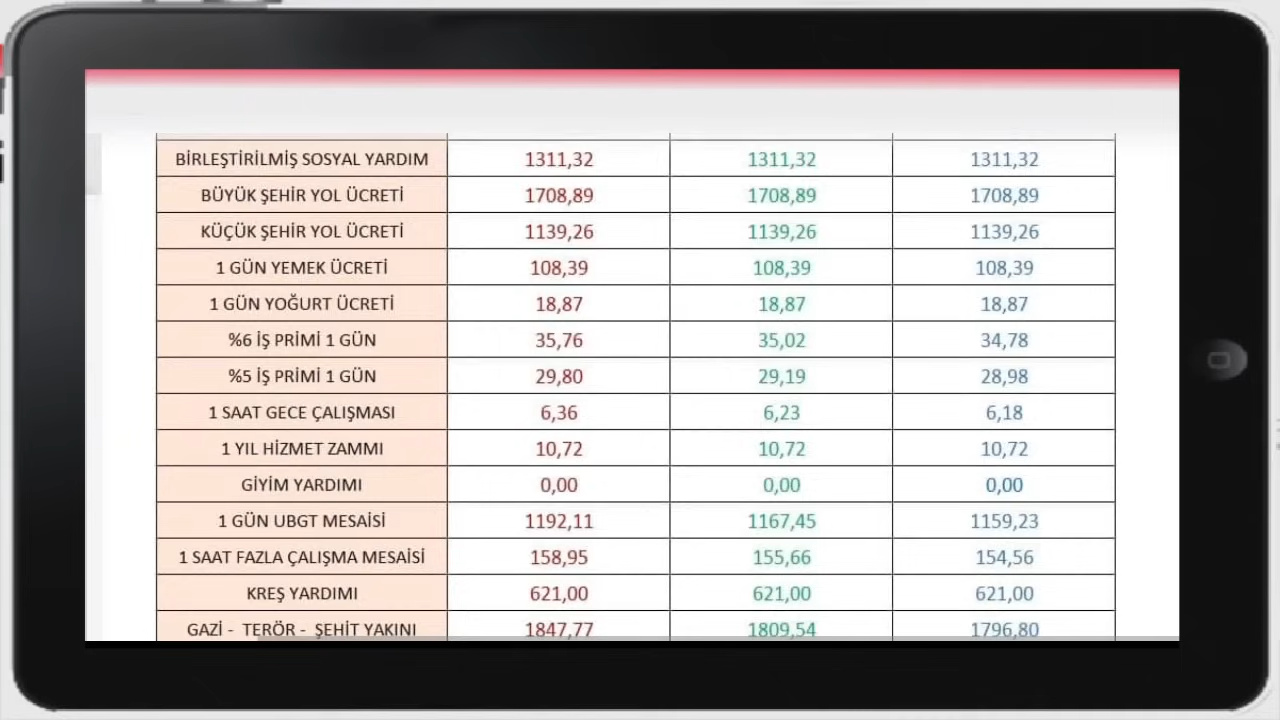 BİRLEŞTİRİLMİŞ SOSYAL YARDIM 1311,32 1311,32 1311,32
BÜYÜK ŞEHİR YOL ÜCRETİ 1708,89 1708,89 1708,89
KÜÇÜK ŞEHİR YOL ÜCRETİ 1139,26 1139,26 1139,26
1 GÜN YEMEK ÜCRETİ 108,39 108,39 108,39
1 GÜN YOĞURT ÜCRETİ 18,87 18,87 18,87
%6 İŞ PRİMİ 1 GÜN 35,76 35,02 34,78
%5 İŞ PRİMİ 1 GÜN 29,80 29,19 28,98
1 SAAT GECE ÇALIŞMASI 6,36 6,23 6,18
1 YIL HİZMET ZAMMI 10,72 10,72 10,72
GİYİM YARDIMI 0,00 0,00 0,00
1 GÜN UBGT MESAİSİ 1192,11 1167,45 1159,23
1 SAAT FAZLA ÇALIŞMA MESAİSİ 158,95 155,66 154,56
KREŞ YARDIMI 621,00 621,00 621,00
GAZİ - TERÖR - ŞEHİT YAKINI 1847,77 1809,54 1796,80